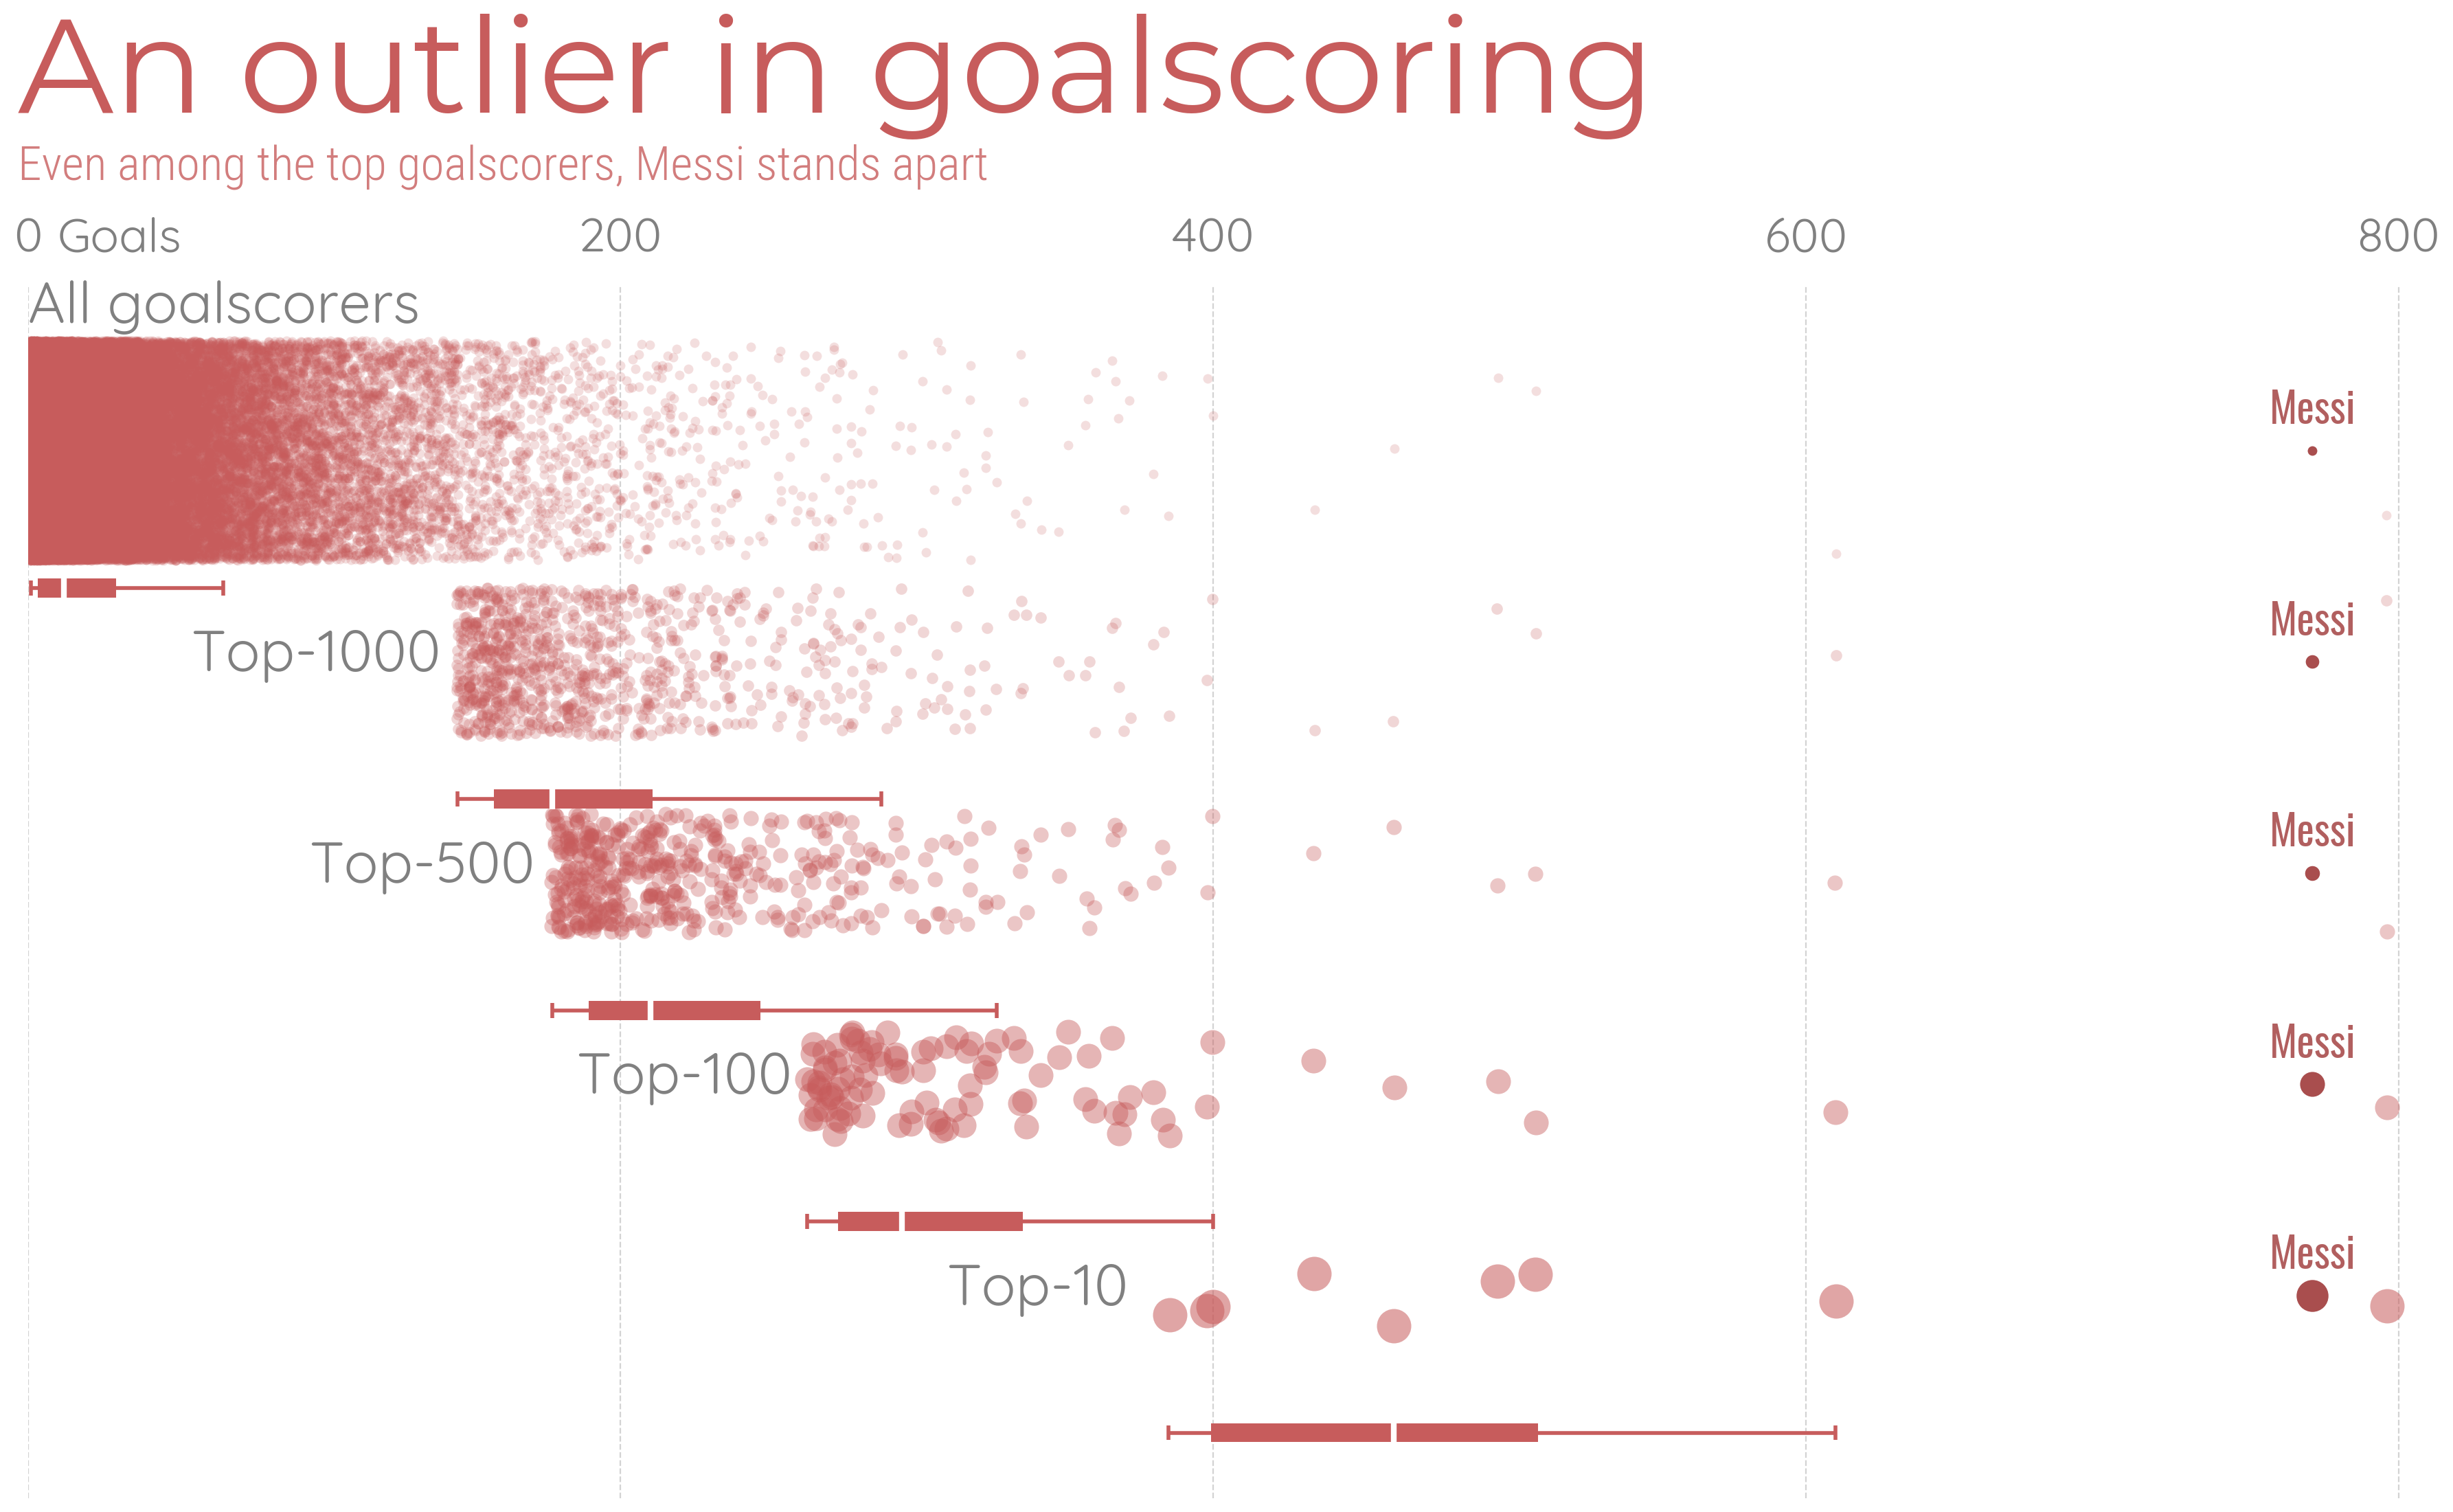 An outlier in goalscoring
Even among the top goalscorers, Messi stands apart
0 Goals 200 400 600 800
All goalscorers
Messi
Messi
Top-1000
Messi
Top-500
Messi
Top-100
Messi
Top-10